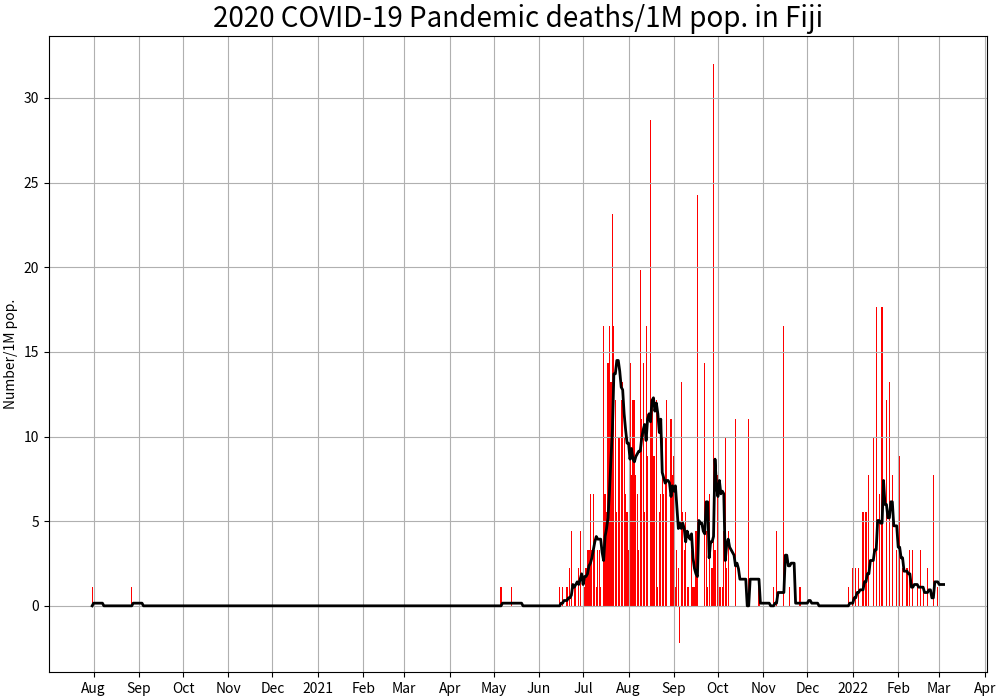 2020 COVID-19 Pandemic deaths/1M pop. in Fiji
Number/1M pop.
30
25
20
15
10
5
0
Aug Sep Oct Nov Dec 2021 Feb Mar Apr May Jun Jul Aug Sep Oct Nov Dec 2022 Feb Mar Ap